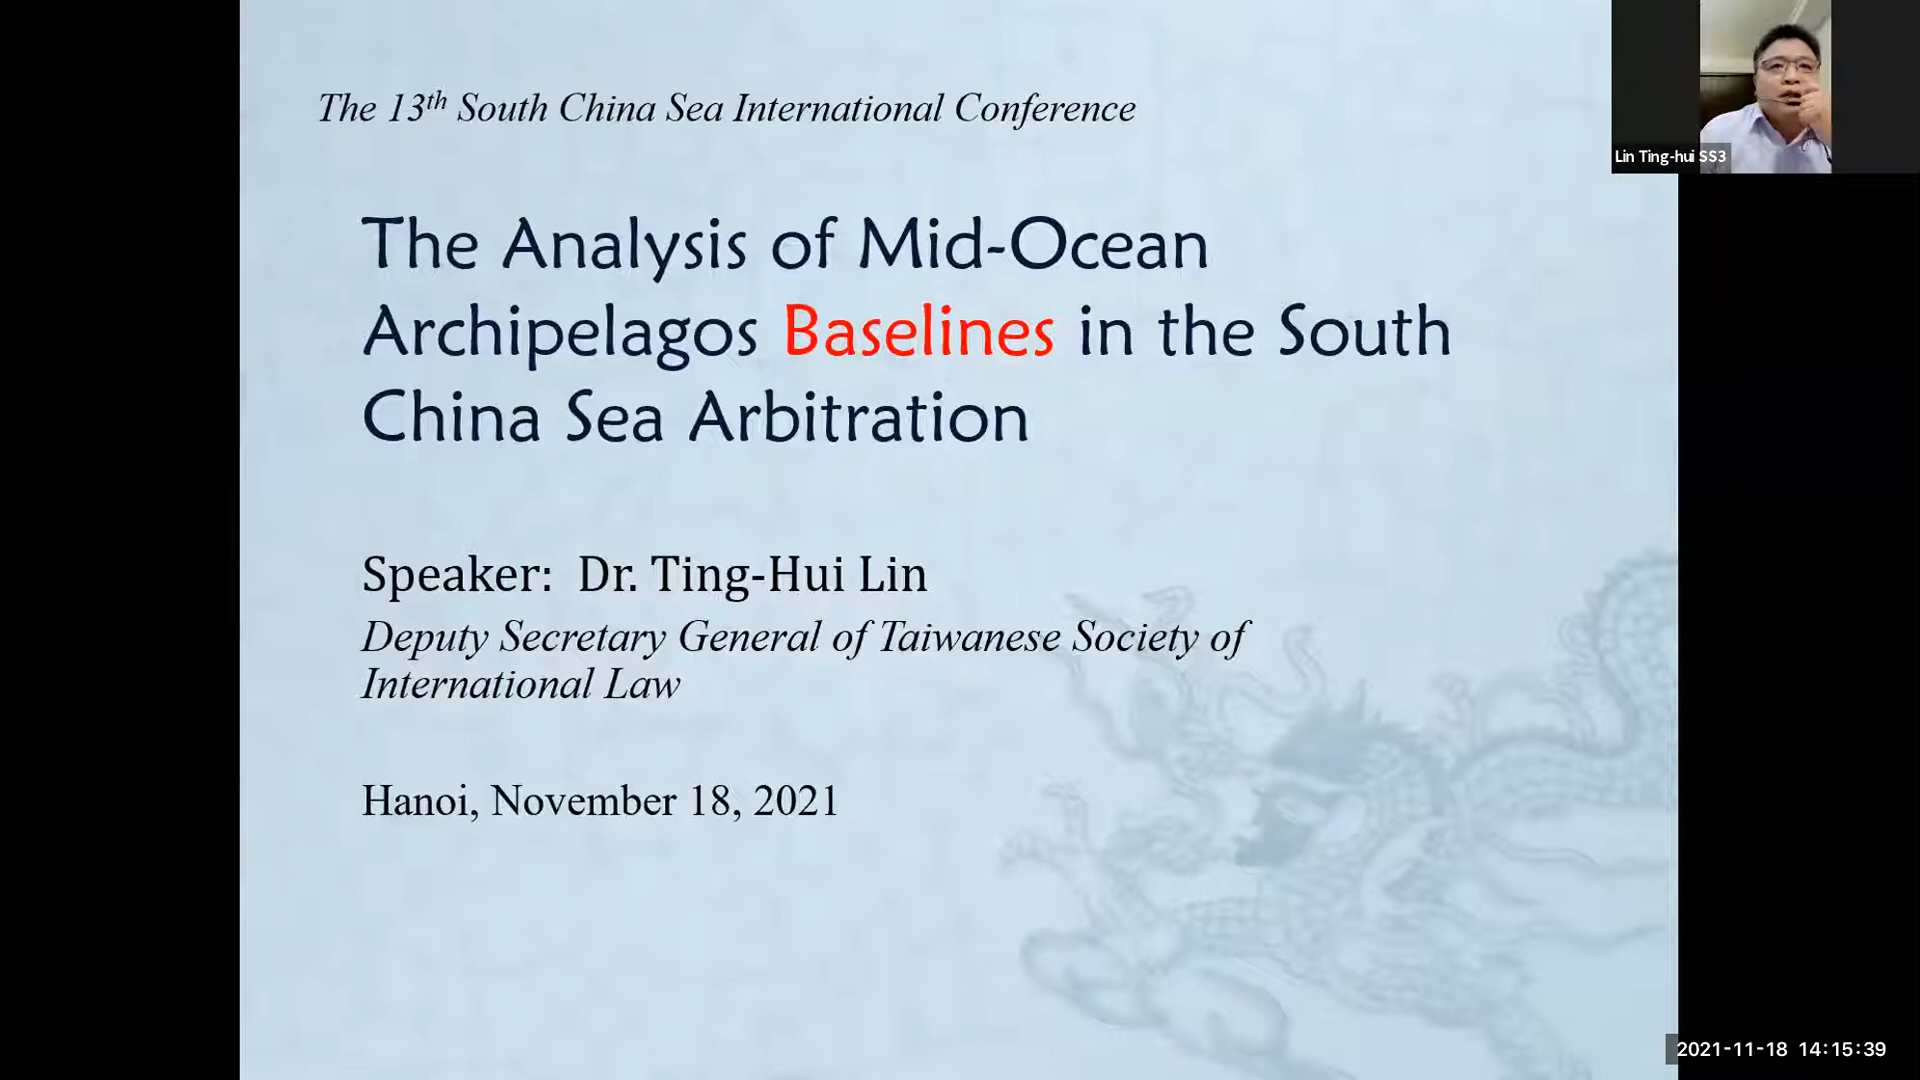 The 13th South China Sea International Conference
Lin Ting-hui SS3
The Analysis of Mid-Ocean
Archipelagos Baselines in the South
China Sea Arbitration
Speaker: Dr. Ting-Hui Lin
Deputy Secretary General of Taiwanese Society of
International Law
Hanoi, November 18, 2021
2021-11-18 14:15:39